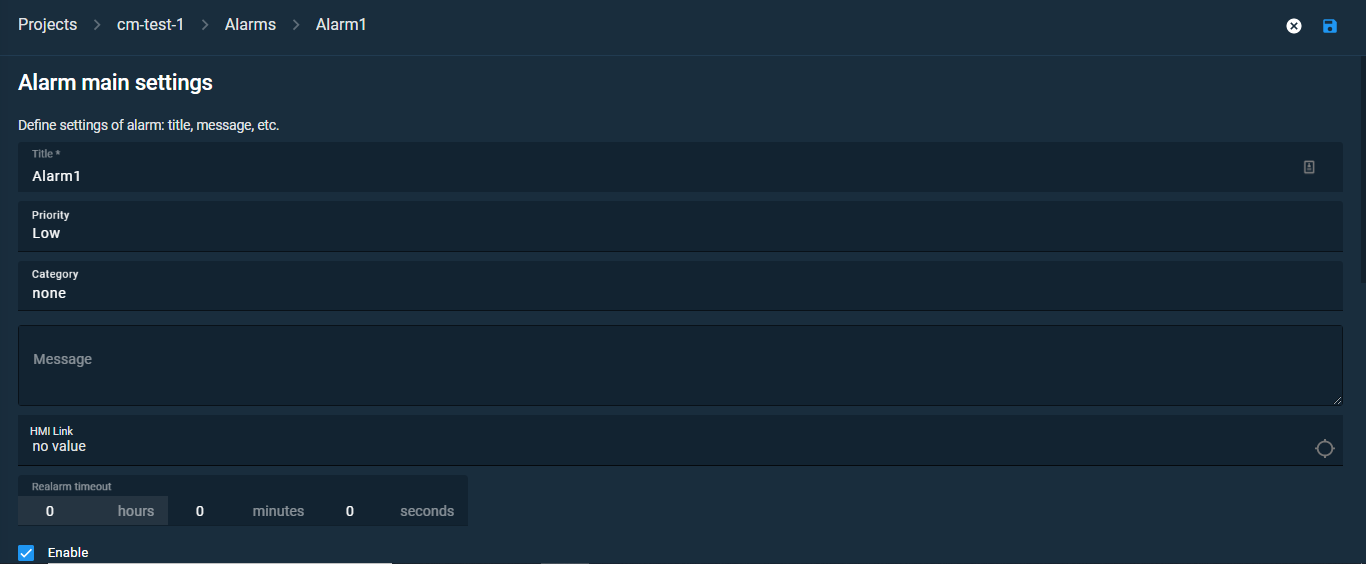 Projects > cm-test-1 > Alarms > Alarm1
Alarm main settings
Define settings of alarm: title, message, etc.
Title *
Alarm1
Priority
Low
Category
none
Message
HMI Link
no value
Realarm timeout
0 hours 0 minutes 0 seconds
Enable